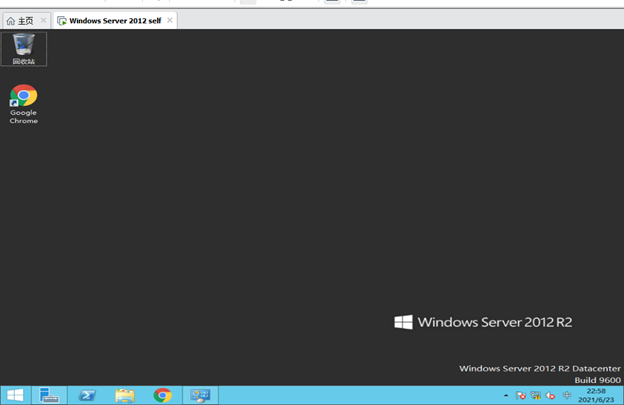 主页
Windows Server 2012 self
回收站
Google
Chrome
Windows Server 2012 R2
Windows Server 2012 R2 Datacenter
Build 9600
中
22:58
2021/6/23